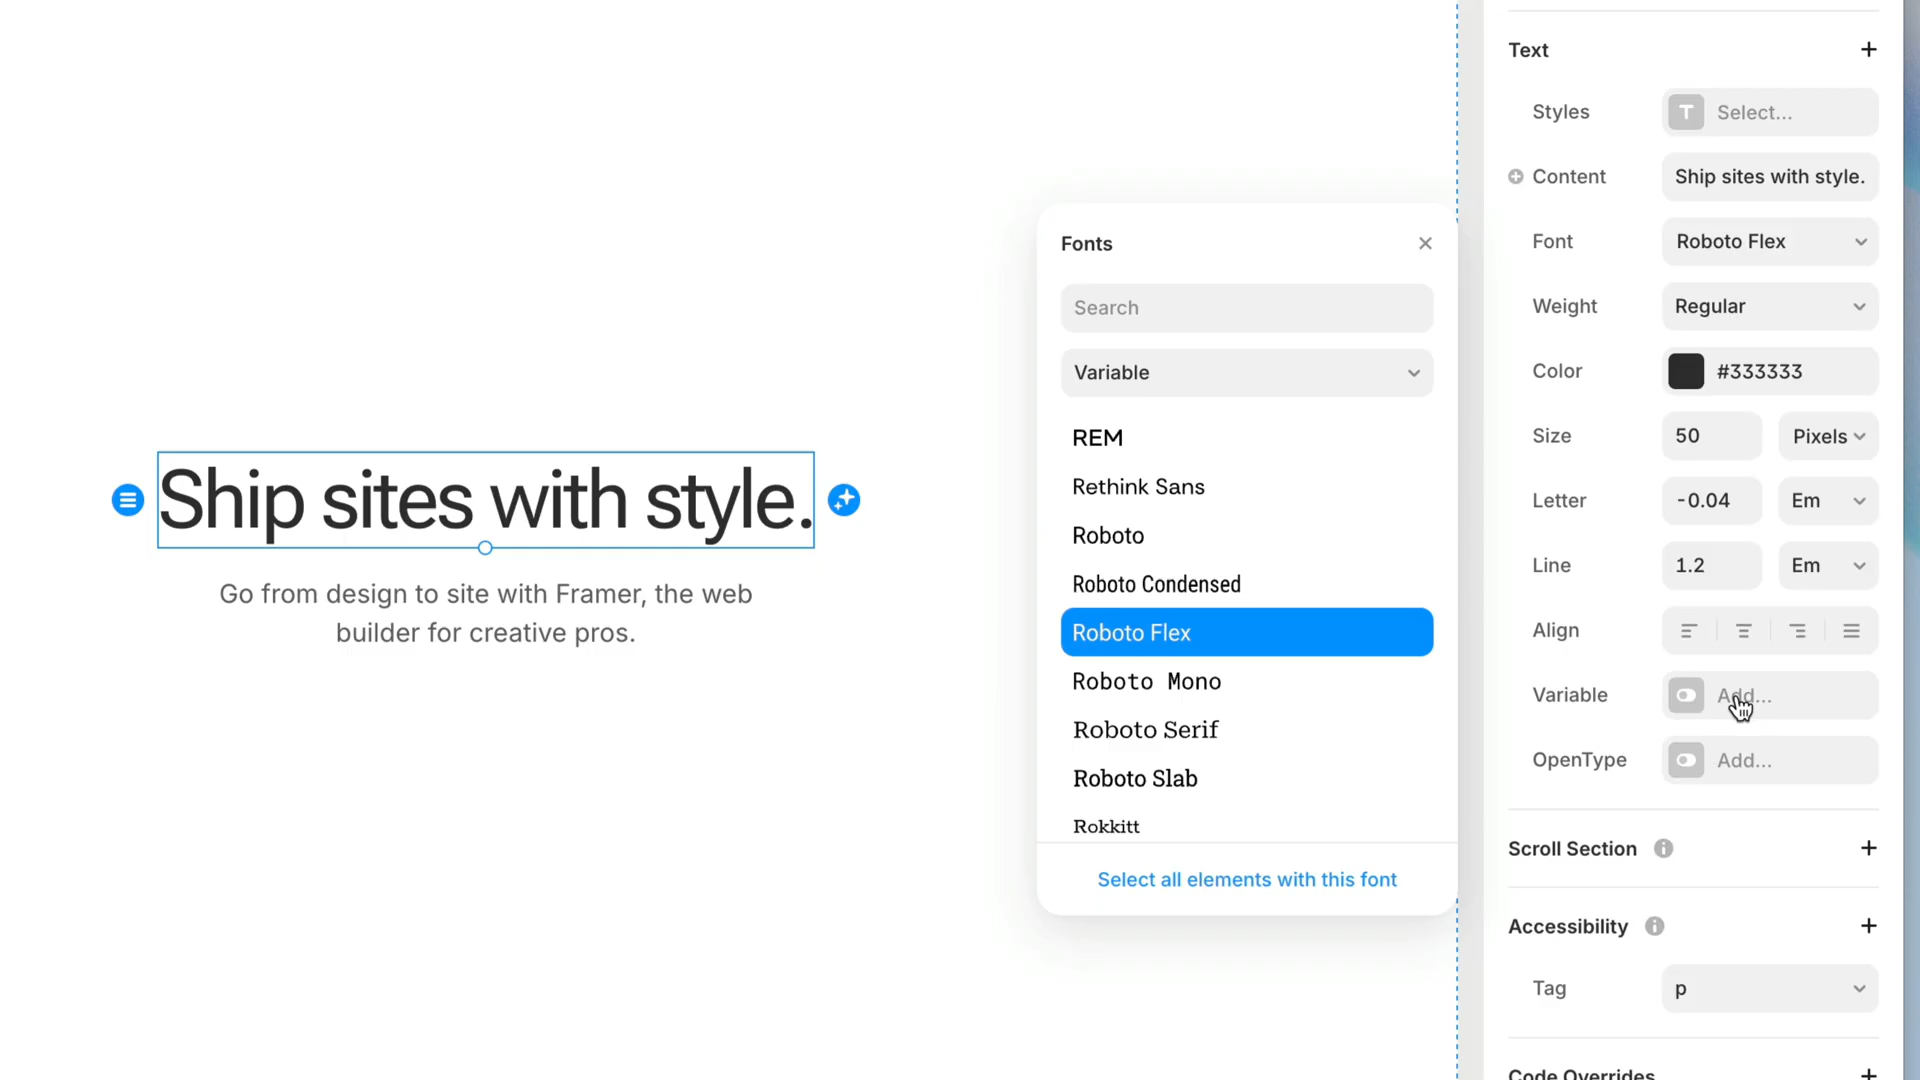 Ship sites with style.
Go from design to site with Framer, the web
builder for creative pros.
Fonts
Search
Variable
REM
Rethink Sans
Roboto
Roboto Condensed
Roboto Flex
Roboto Mono
Roboto Serif
Roboto Slab
Rokkitt
Select all elements with this font
Text
Styles Select...
Content Ship sites with style.
Font Roboto Flex
Weight Regular
Color #333333
Size 50 Pixels
Letter -0.04 Em
Line 1.2 Em
Align
Variable Add...
OpenType Add...
Scroll Section
Accessibility
Tag p
Code Overrides